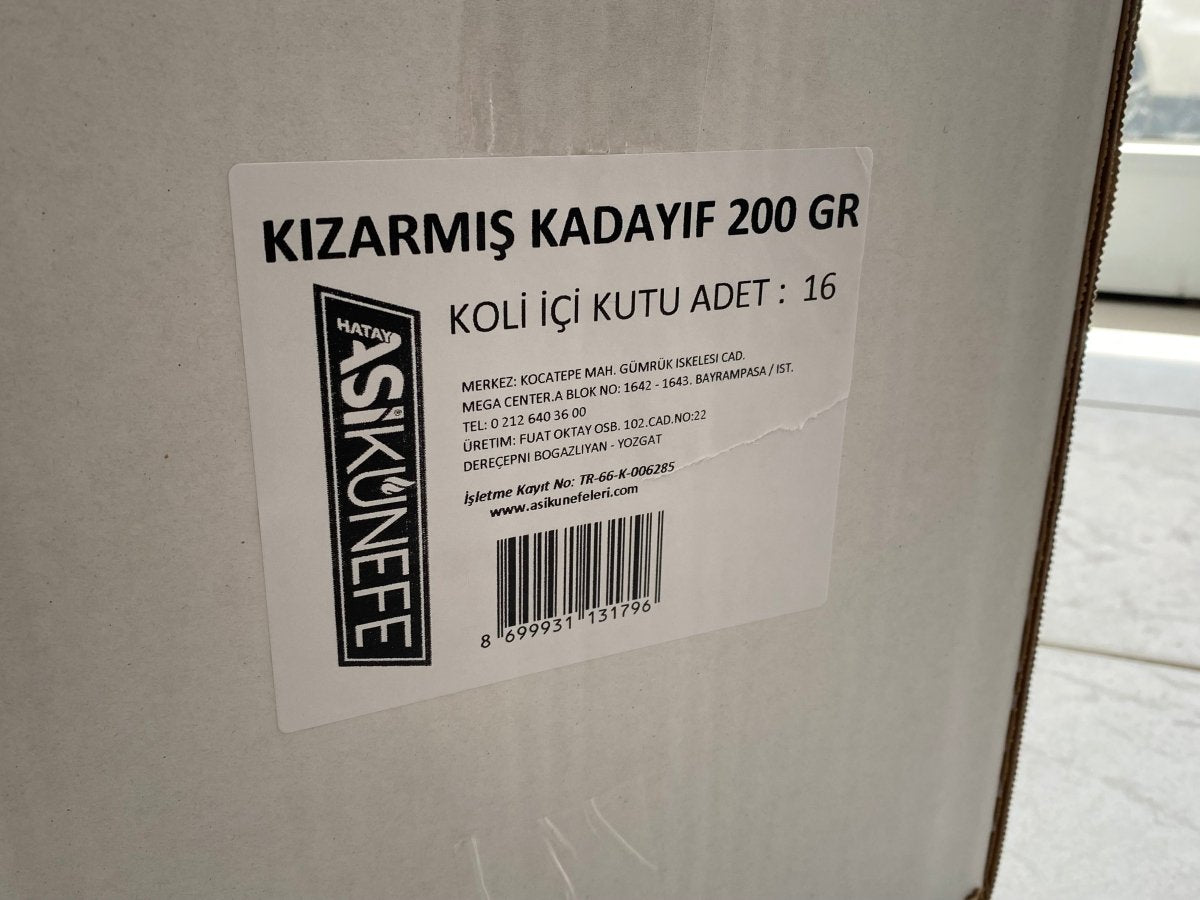 KIZARMIŞ KADAYIF 200 GR
KOLİ İÇİ KUTU ADET : 16
HATAY
ASİKÜNEFE
MERKEZ: KOCATEPE MAH. GÜMRÜK ISKELESI CAD.
MEGA CENTER.A BLOK NO: 1642 - 1643. BAYRAMPASA / IST.
TEL: 0 212 640 36 00
ÜRETIM: FUAT OKTAY OSB. 102.CAD.NO:22
DEREÇEPNI BOGAZLIYAN - YOZGAT
İşletme Kayıt No: TR-66-K-006285
www.asikunefeleri.com
8 699931 131796